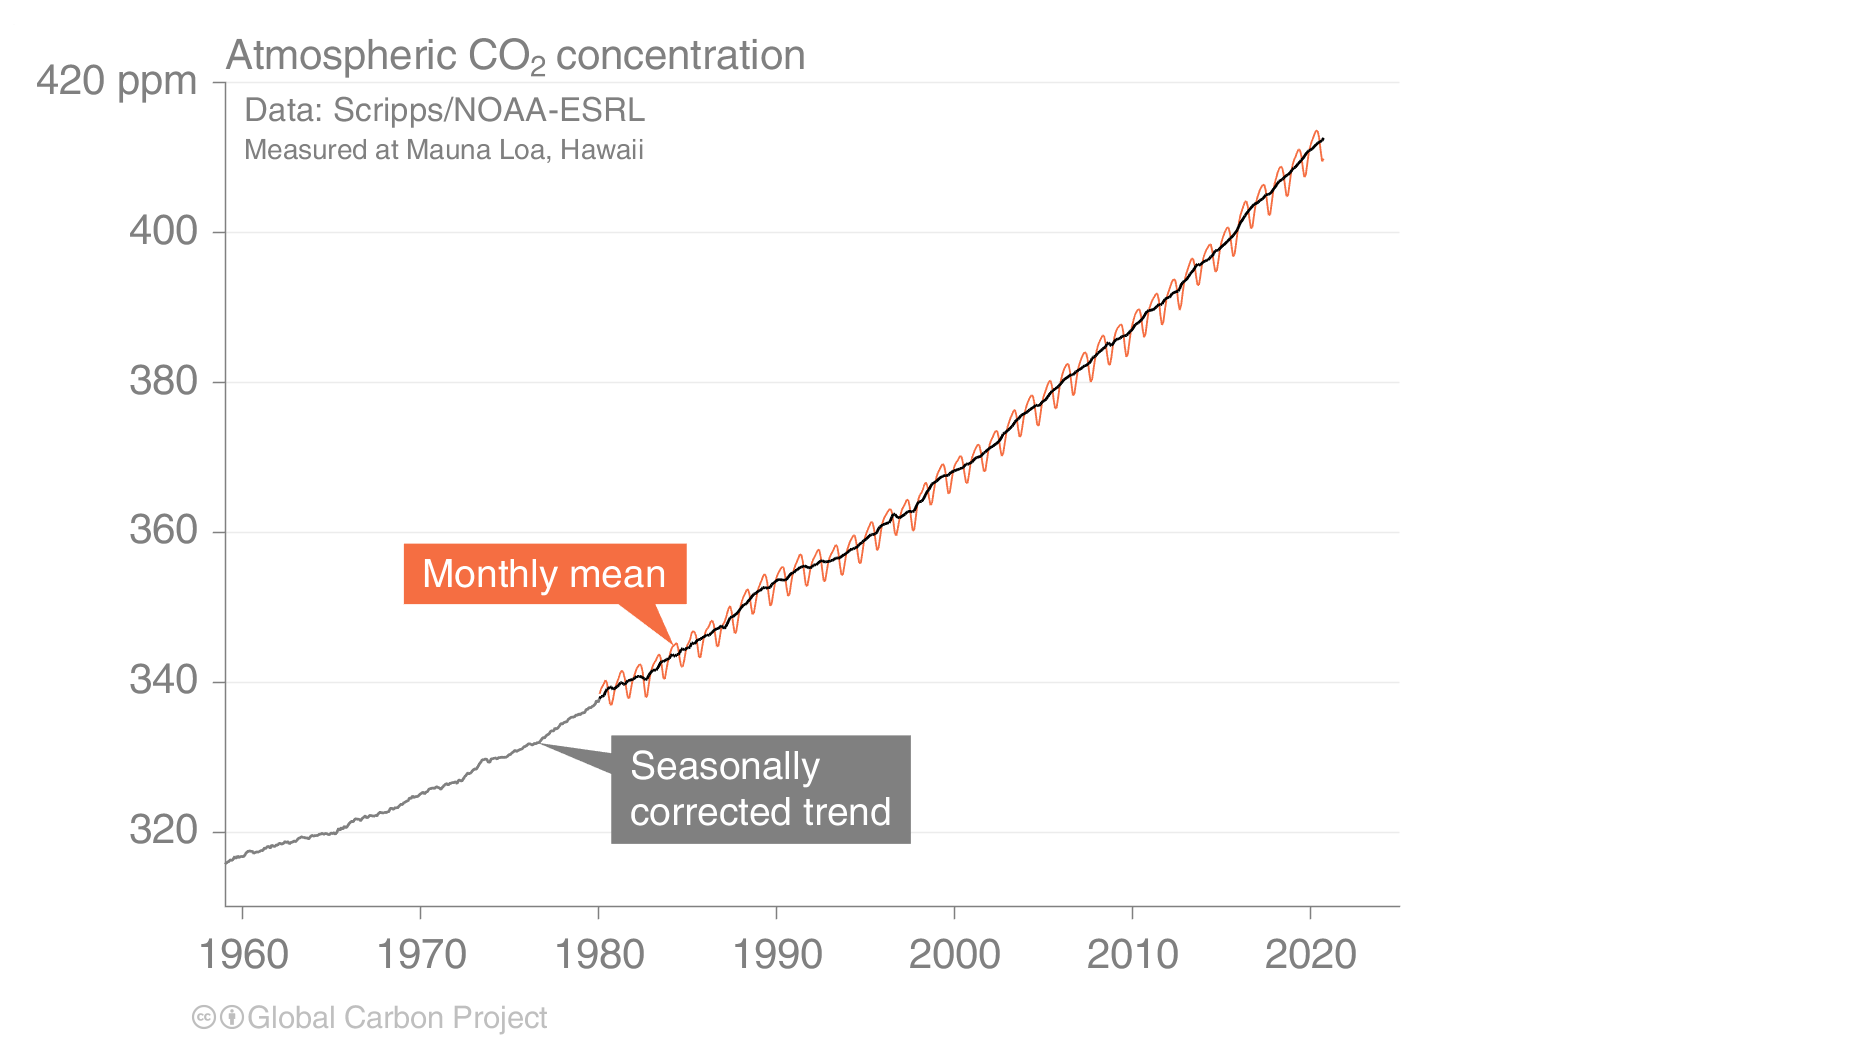 Atmospheric CO₂ concentration
420 ppm
Data: Scripps/NOAA-ESRL
Measured at Mauna Loa, Hawaii
400
380
360
Monthly mean
340
Seasonally
corrected trend
320
1960 1970 1980 1990 2000 2010 2020
cc Global Carbon Project